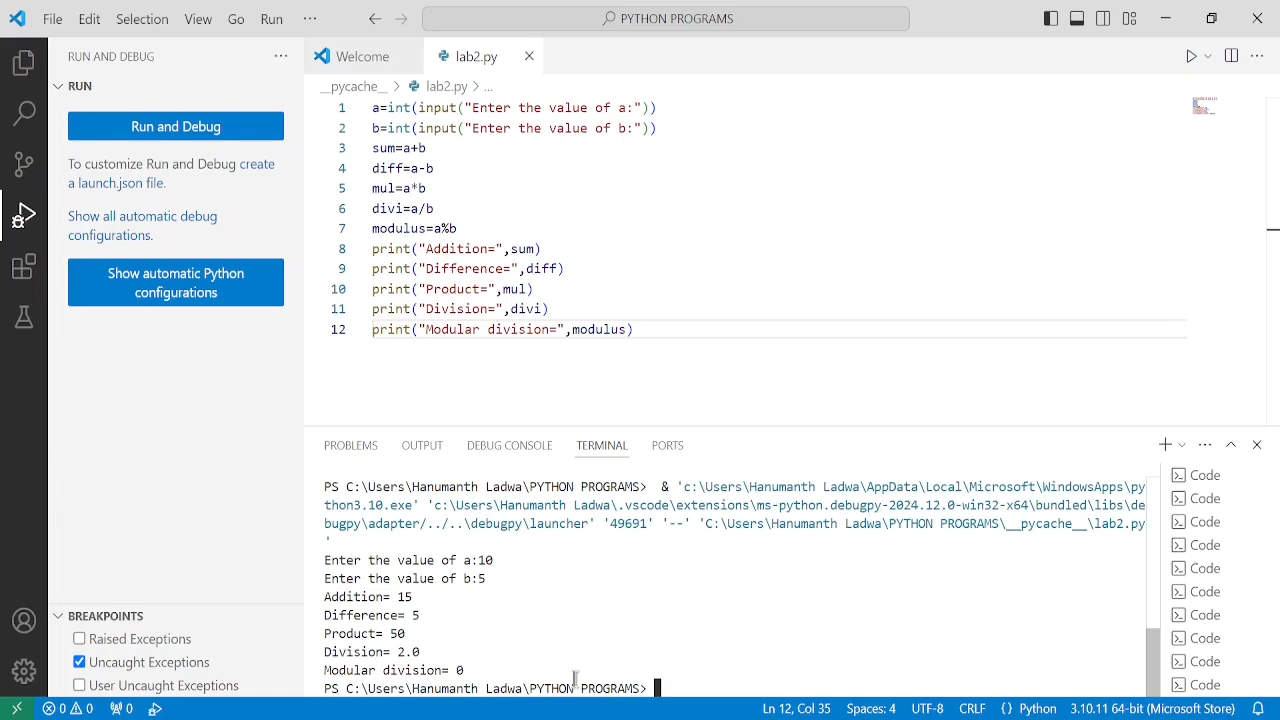 File Edit Selection View Go Run ··· PYTHON PROGRAMS
RUN AND DEBUG ···
Welcome lab2.py
RUN
__pycache__ > lab2.py > ...
Run and Debug
To customize Run and Debug create
a launch.json file.
Show all automatic debug
configurations.
Show automatic Python
configurations
1 a=int(input("Enter the value of a:"))
2 b=int(input("Enter the value of b:"))
3 sum=a+b
4 diff=a-b
5 mul=a*b
6 divi=a/b
7 modulus=a%b
8 print("Addition=",sum)
9 print("Difference=",diff)
10 print("Product=",mul)
11 print("Division=",divi)
12 print("Modular division=",modulus)
PROBLEMS OUTPUT DEBUG CONSOLE TERMINAL PORTS
PS C:\Users\Hanumanth Ladwa\PYTHON PROGRAMS>  & 'c:\Users\Hanumanth Ladwa\AppData\Local\Microsoft\WindowsApps\py
thon3.10.exe' 'c:\Users\Hanumanth Ladwa\.vscode\extensions\ms-python.debugpy-2024.12.0-win32-x64\bundled\libs\de
bugpy\adapter/../..\debugpy\launcher' '49691' '--' 'C:\Users\Hanumanth Ladwa\PYTHON PROGRAMS\__pycache__\lab2.py
'
Enter the value of a:10
Enter the value of b:5
Addition= 15
Difference= 5
Product= 50
Division= 2.0
Modular division= 0
PS C:\Users\Hanumanth Ladwa\PYTHON PROGRAMS>
Code
Code
Code
Code
Code
Code
Code
Code
Code
Code
BREAKPOINTS
Raised Exceptions
Uncaught Exceptions
User Uncaught Exceptions
0 0 0 Ln 12, Col 35 Spaces: 4 UTF-8 CRLF {} Python 3.10.11 64-bit (Microsoft Store)